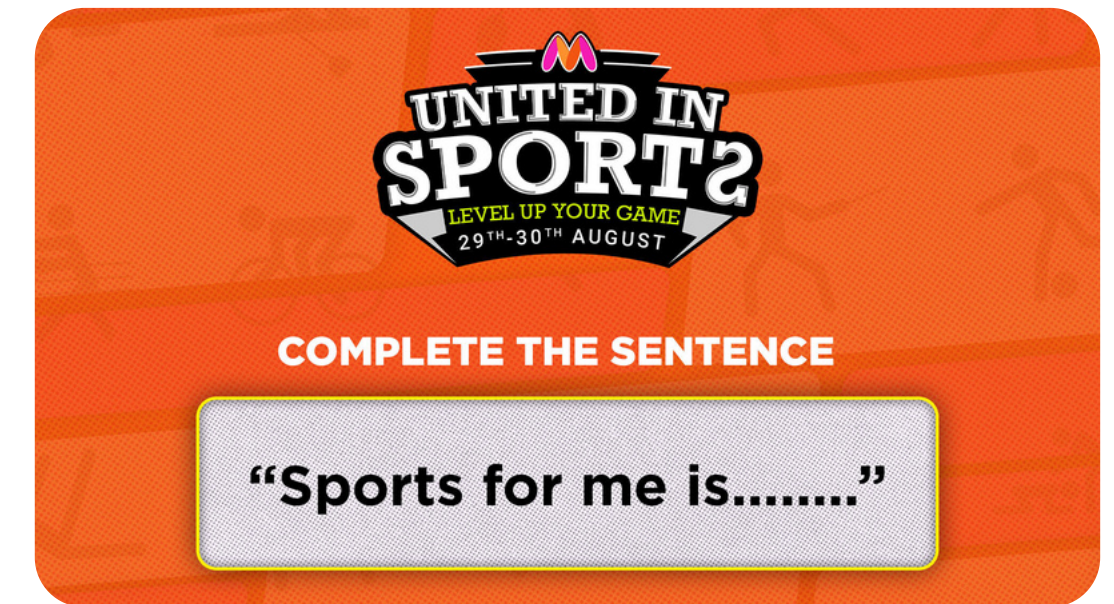 UNITED IN
SPORTS
LEVEL UP YOUR GAME
29TH-30TH AUGUST
COMPLETE THE SENTENCE
“Sports for me is........”